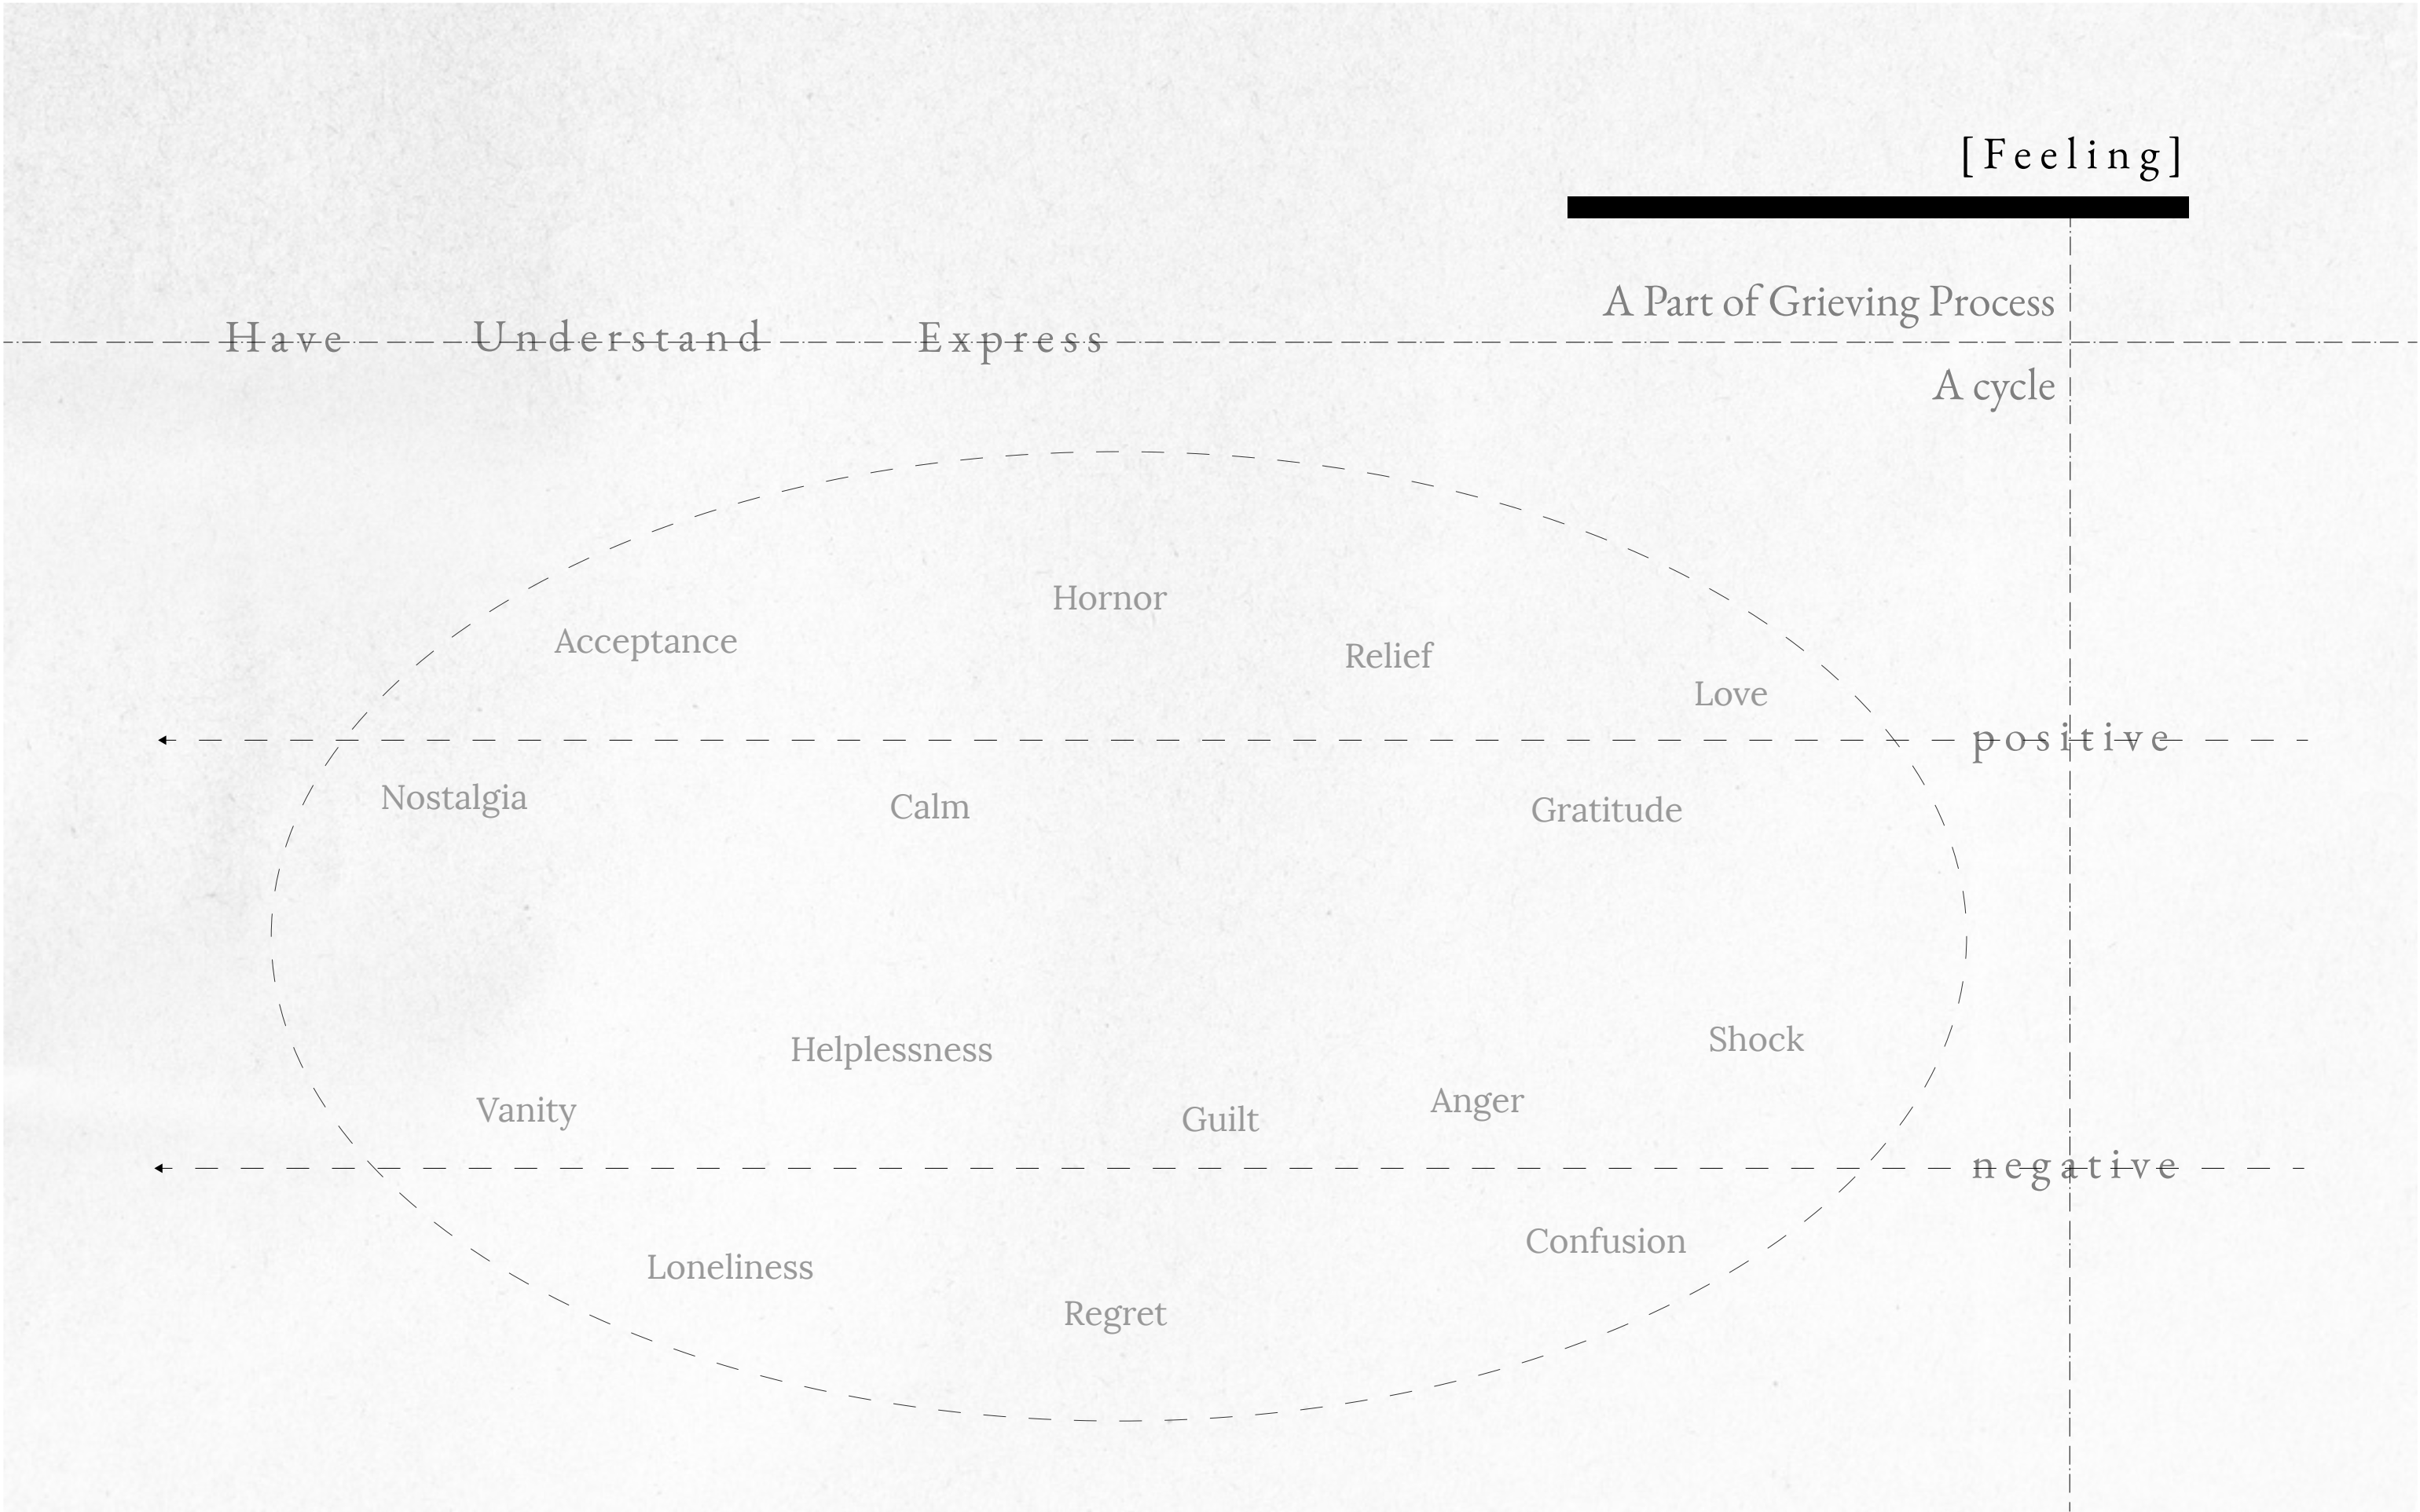 [Feeling]
A Part of Grieving Process
Have Understand Express
A cycle
Hornor
Acceptance
Relief
Love
positive
Nostalgia
Calm
Gratitude
Shock
Helplessness
Anger
Vanity
Guilt
negative
Confusion
Loneliness
Regret